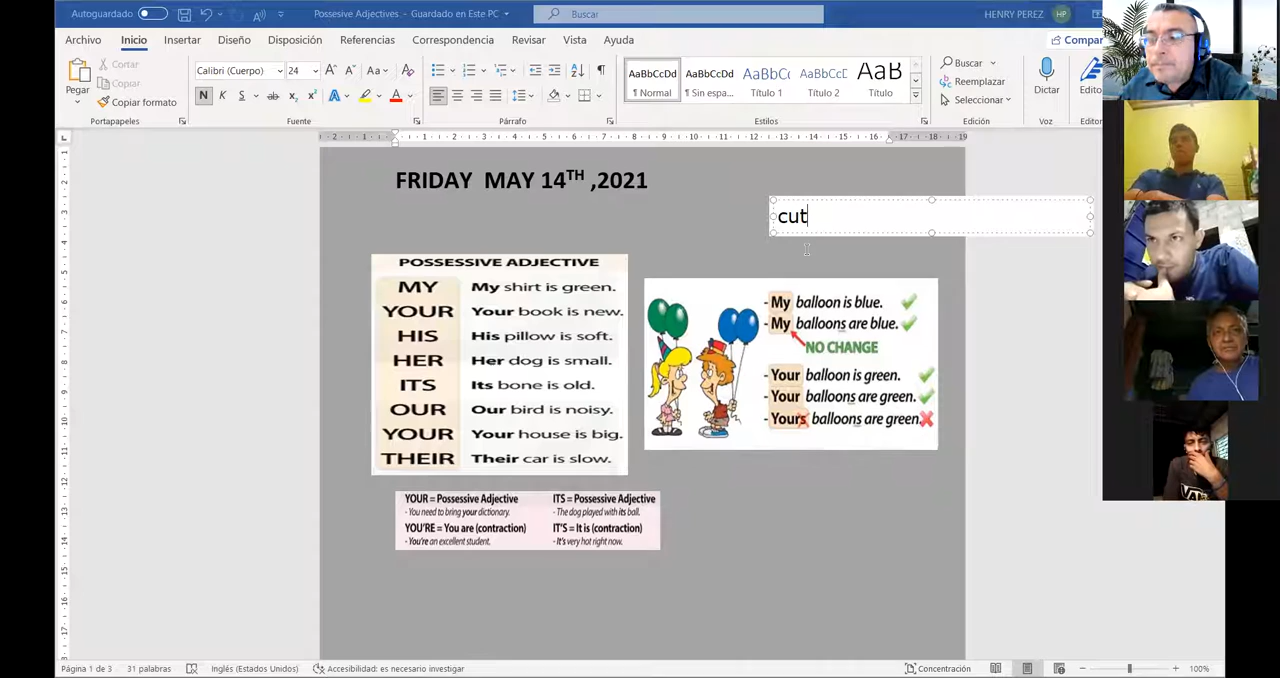 Autoguardado
Possesive Adjectives - Guardado en Este PC
Buscar
HENRY PEREZ
HP
Archivo
Inicio
Insertar
Diseño
Disposición
Referencias
Correspondencia
Revisar
Vista
Ayuda
Compar
Pegar
Cortar
Copiar
Copiar formato
Portapapeles
Calibri (Cuerpo)
24
Fuente
Párrafo
AaBbCcDd
¶ Normal
AaBbCcDd
¶ Sin espa...
AaBbCc
Título 1
AaBbCcD
Título 2
AaB
Título
Estilos
Buscar
Reemplazar
Seleccionar
Edición
Dictar
Voz
Edito
Editor
FRIDAY MAY 14TH ,2021
cut
POSSESSIVE ADJECTIVE
MY My shirt is green.
YOUR Your book is new.
HIS His pillow is soft.
HER Her dog is small.
ITS Its bone is old.
OUR Our bird is noisy.
YOUR Your house is big.
THEIR Their car is slow.
- My balloon is blue.
- My balloons are blue.
NO CHANGE
- Your balloon is green.
- Your balloons are green.
- Yours balloons are green.
YOUR = Possessive Adjective
- You need to bring your dictionary.
YOU'RE = You are (contraction)
- You're an excellent student.
ITS = Possessive Adjective
- The dog played with its ball.
IT'S = It is (contraction)
- It's very hot right now.
Página 1 de 3
31 palabras
Inglés (Estados Unidos)
Accesibilidad: es necesario investigar
Concentración
100%